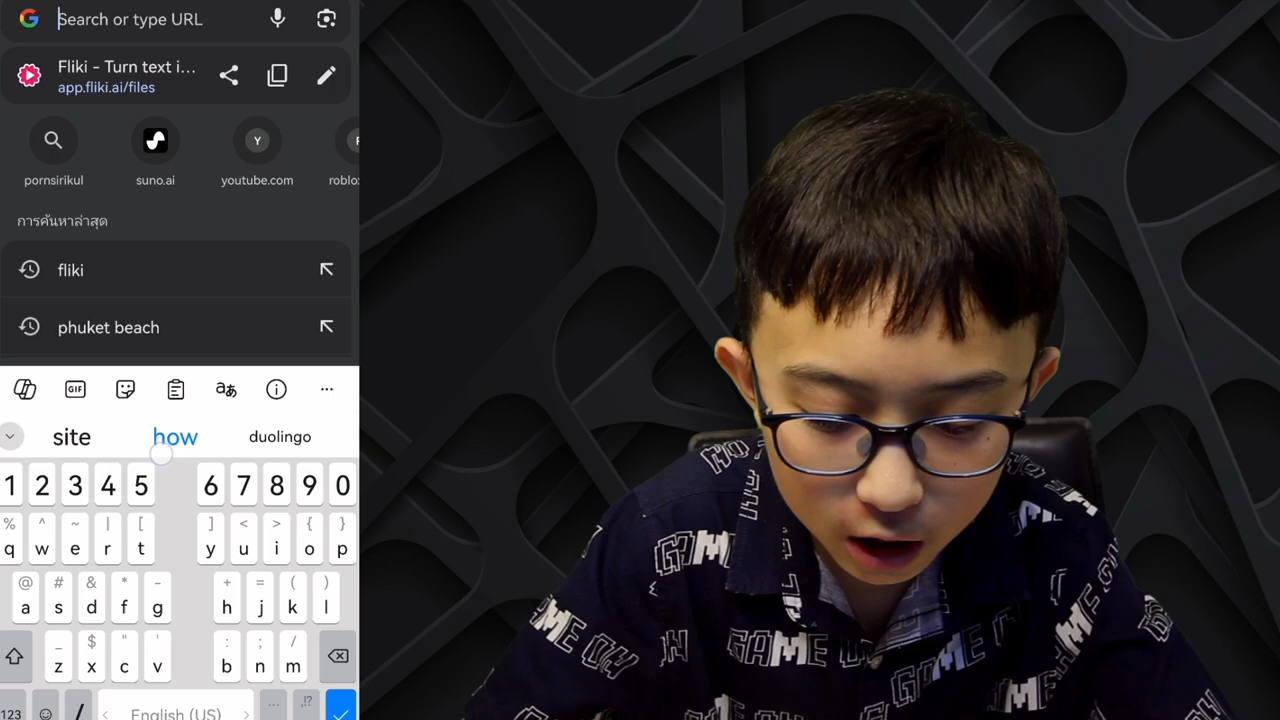 Search or type URL
Fliki - Turn text i...
app.fliki.ai/files
Y
pornsirikul
suno.ai
youtube.com
roblo
การค้นหาล่าสุด
fliki
phuket beach
GIF
site how duolingo
1 2 3 4 5 6 7 8 9 0
% ^ ~ | [ ] < > { }
q w e r t y u i o p
@ # & * - + = ( )
a s d f g h j k l
_ $ " ' : ; /
z x c v b n m
123 / English (US) ... ,!?
GAME ON